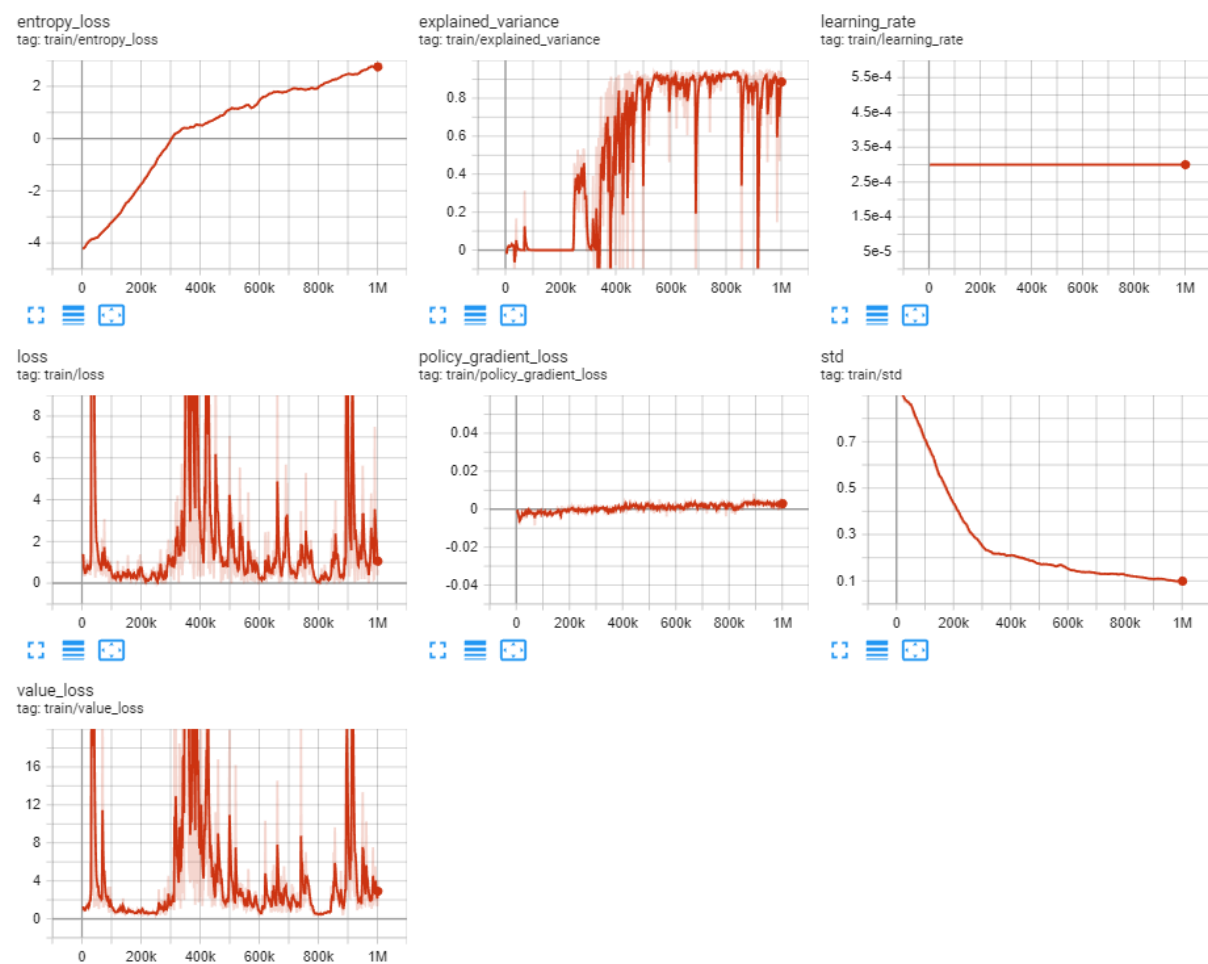 entropy_loss
tag: train/entropy_loss
2
0
-2
-4
0 200k 400k 600k 800k 1M
explained_variance
tag: train/explained_variance
0.8
0.6
0.4
0.2
0
0 200k 400k 600k 800k 1M
learning_rate
tag: train/learning_rate
5.5e-4
4.5e-4
3.5e-4
2.5e-4
1.5e-4
5e-5
0 200k 400k 600k 800k 1M
loss
tag: train/loss
8
6
4
2
0
0 200k 400k 600k 800k 1M
policy_gradient_loss
tag: train/policy_gradient_loss
0.04
0.02
0
-0.02
-0.04
0 200k 400k 600k 800k 1M
std
tag: train/std
0.7
0.5
0.3
0.1
0 200k 400k 600k 800k 1M
value_loss
tag: train/value_loss
16
12
8
4
0
0 200k 400k 600k 800k 1M